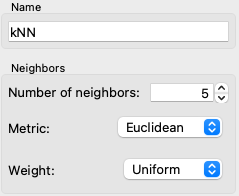 Name
kNN
Neighbors
Number of neighbors: 5
Metric: Euclidean
Weight: Uniform